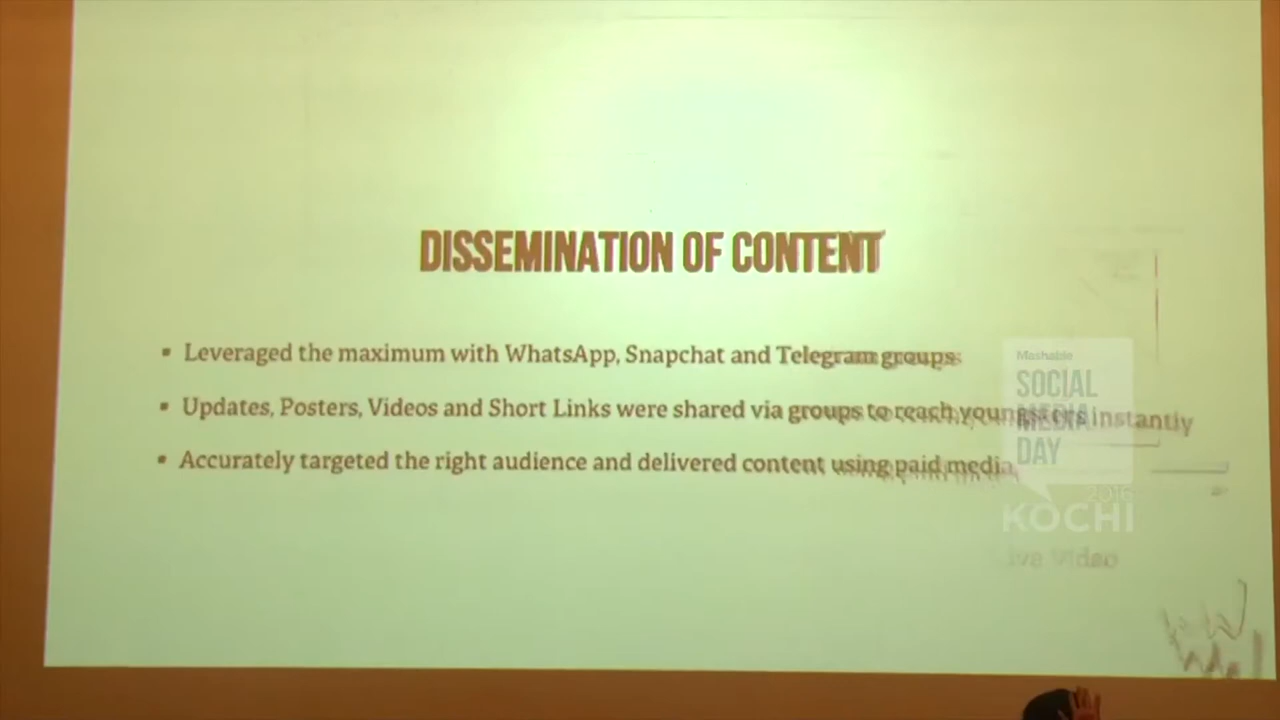 DISSEMINATION OF CONTENT
▪ Leveraged the maximum with WhatsApp, Snapchat and Telegram groups
▪ Updates, Posters, Videos and Short Links were shared via groups to reach youngsters instantly
▪ Accurately targeted the right audience and delivered content using paid media
Mashable
SOCIAL
MEDIA
DAY
KOCHI
Video